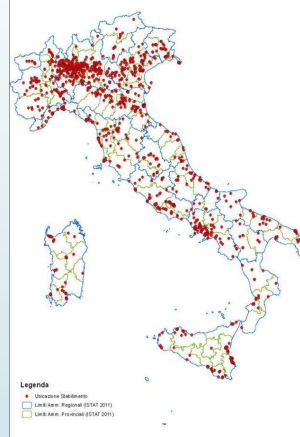 Legenda
Ubicazione Stabilimento
Limiti Amm. Regionali (ISTAT 2011)
Limiti Amm. Provinciali (ISTAT 2011)